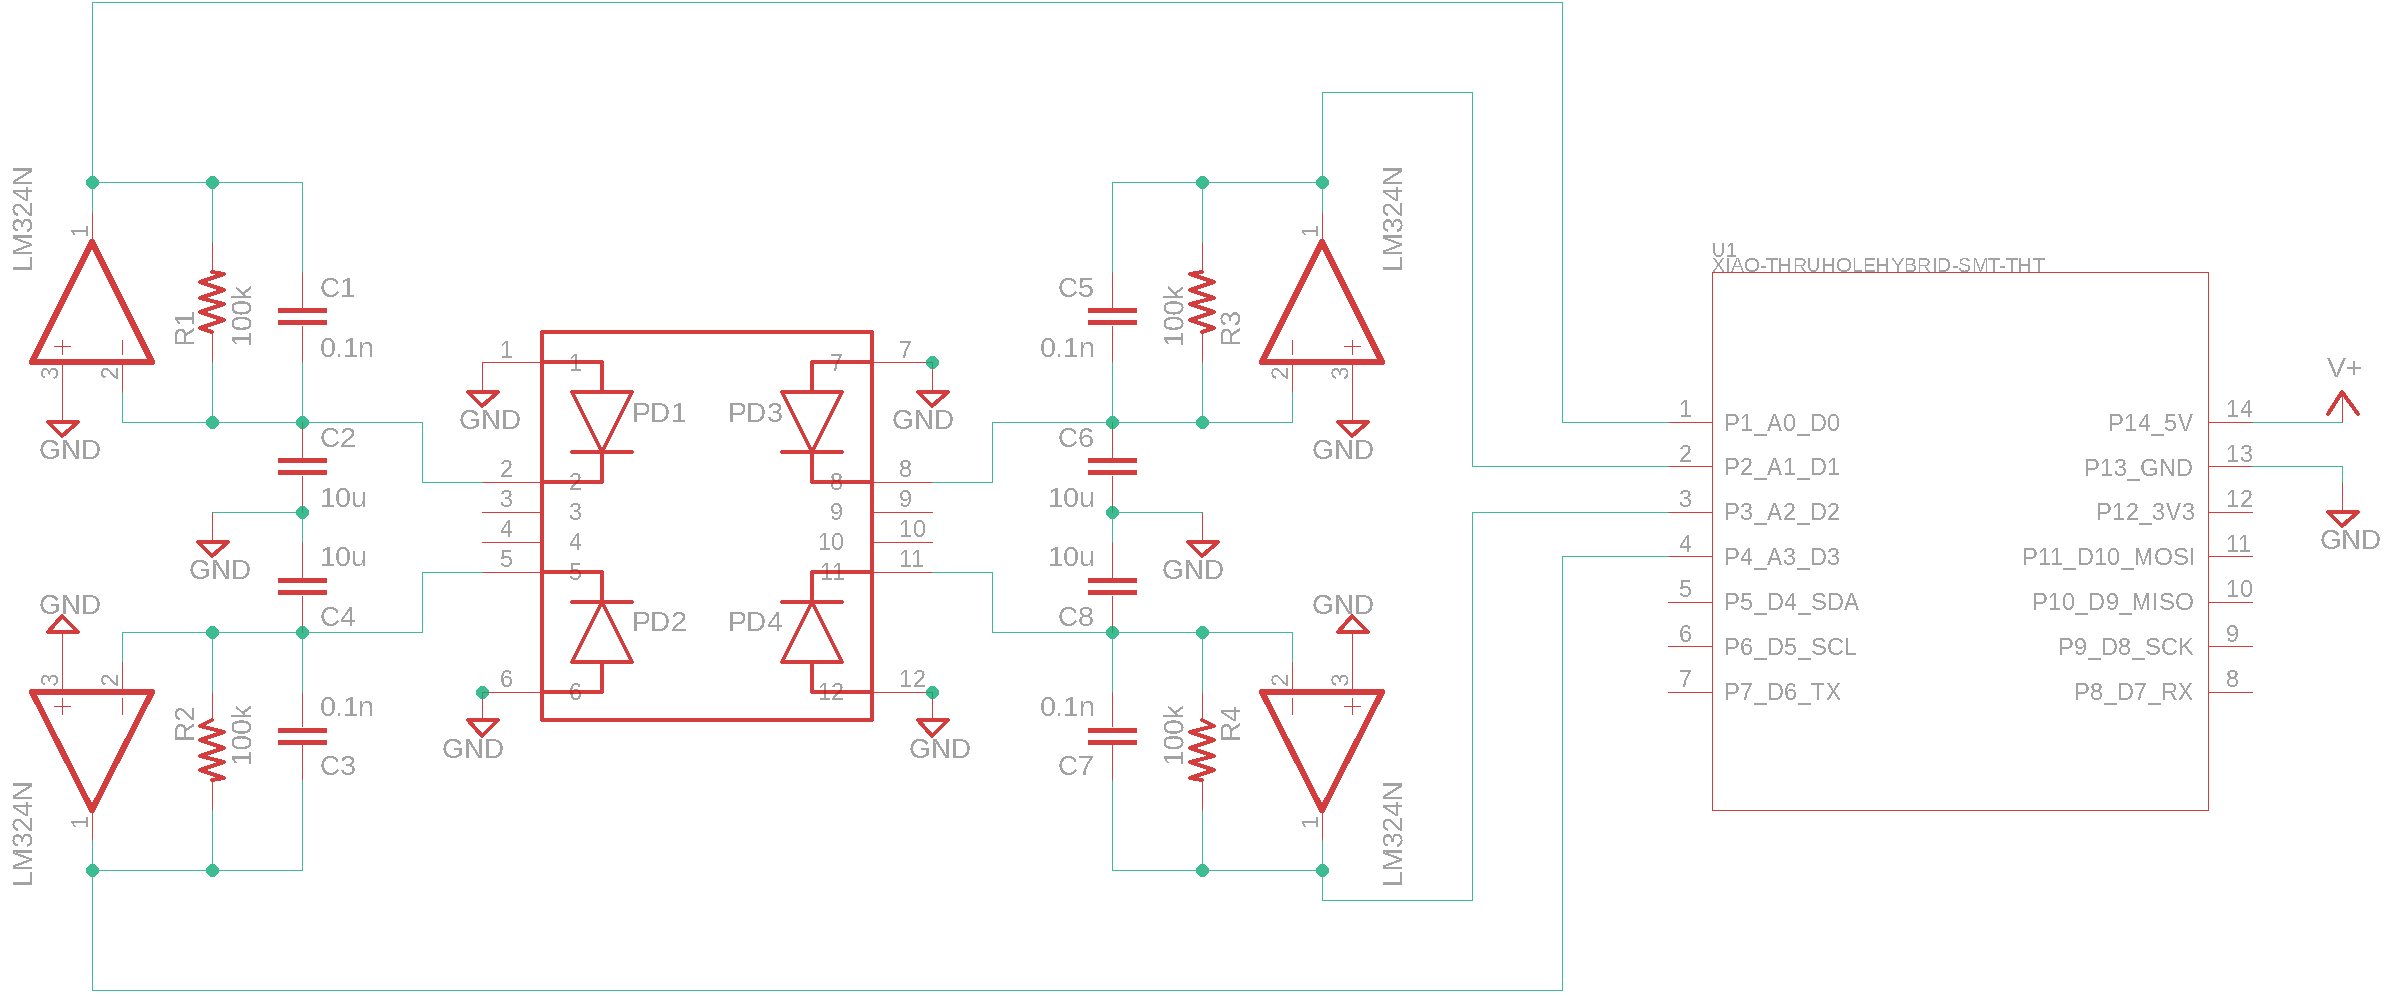 LM324N
1
3
2
+
GND
R1
100k
C1
0.1n
C2
10u
GND
10u
C4
GND
3
2
+
R2
100k
0.1n
C3
1
LM324N
1
GND
1
2
2
3
3
4
4
5
5
6
6
GND
PD1
PD2
PD3
PD4
7
7
GND
8
8
9
9
10
10
11
11
12
12
GND
C5
0.1n
100k
R3
1
LM324N
2
3
+
GND
C6
10u
GND
10u
C8
GND
2
3
+
0.1n
C7
100k
R4
1
LM324N
U1
XIAO-THRUHOLEHYBRID-SMT-THT
1 P1_A0_D0 P14_5V 14
2 P2_A1_D1 P13_GND 13
3 P3_A2_D2 P12_3V3 12
4 P4_A3_D3 P11_D10_MOSI 11
5 P5_D4_SDA P10_D9_MISO 10
6 P6_D5_SCL P9_D8_SCK 9
7 P7_D6_TX P8_D7_RX 8
V+
GND